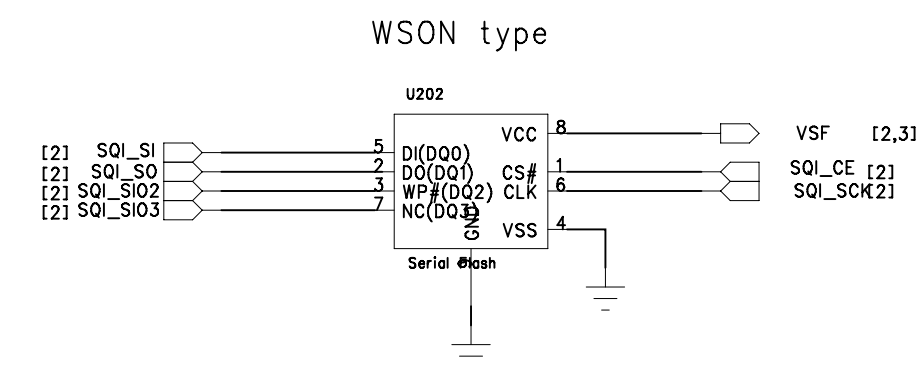 WSON type
U202
[2] SQI_SI 5 DI(DQ0) VCC 8 VSF [2,3]
[2] SQI_SO 2 DO(DQ1) CS# 1 SQI_CE [2]
[2] SQI_SIO2 3 WP#(DQ2) CLK 6 SQI_SCK [2]
[2] SQI_SIO3 7 NC(DQ3) GND VSS 4
Serial Flash